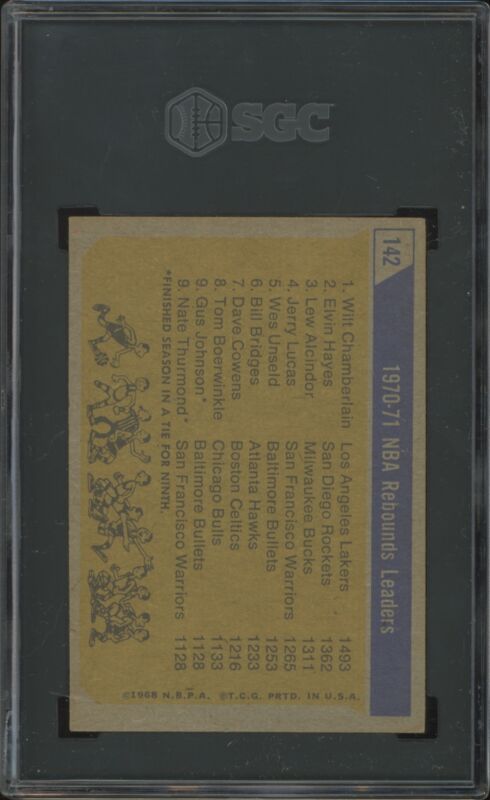 SGC
142
1970-71 NBA Rebounds Leaders
1. Wilt Chamberlain Los Angeles Lakers 1493
2. Elvin Hayes San Diego Rockets 1362
3. Lew Alcindor Milwaukee Bucks 1311
4. Jerry Lucas San Francisco Warriors 1265
5. Wes Unseld Baltimore Bullets 1253
6. Bill Bridges Atlanta Hawks 1233
7. Dave Cowens Boston Celtics 1216
8. Tom Boerwinkle Chicago Bulls 1133
9. Gus Johnson* Baltimore Bullets 1128
9. Nate Thurmond* San Francisco Warriors 1128
*FINISHED SEASON IN A TIE FOR NINTH.
©1968 N.B.P.A. ©T.C.G. PRTD. IN U.S.A.